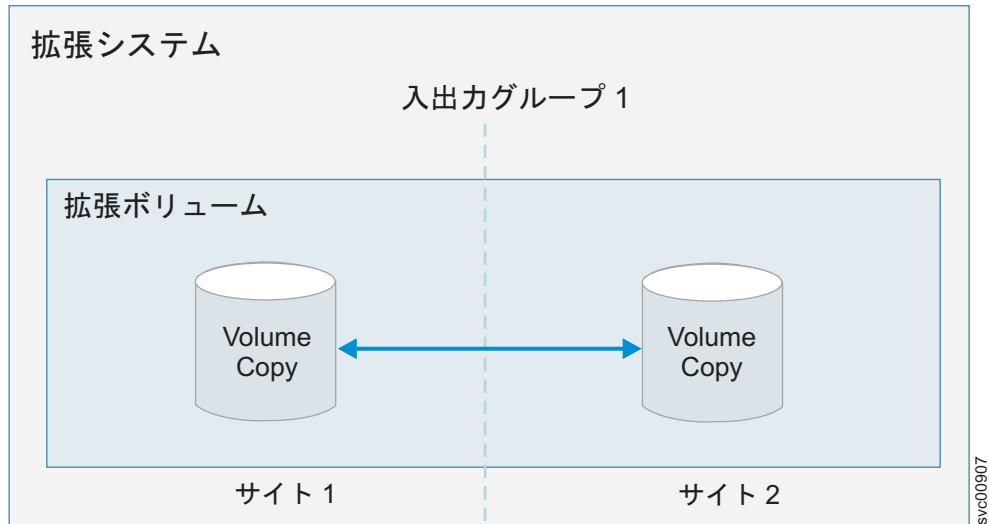 拡張システム
入出力グループ 1
拡張ボリューム
Volume
Copy
Volume
Copy
サイト 1
サイト 2
svc00907